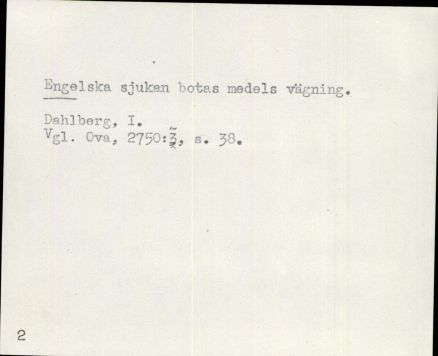 Engelska sjukan botas medels vägning.
Dahlberg, I.
Vgl. Ova, 2750:3, s. 38.
2